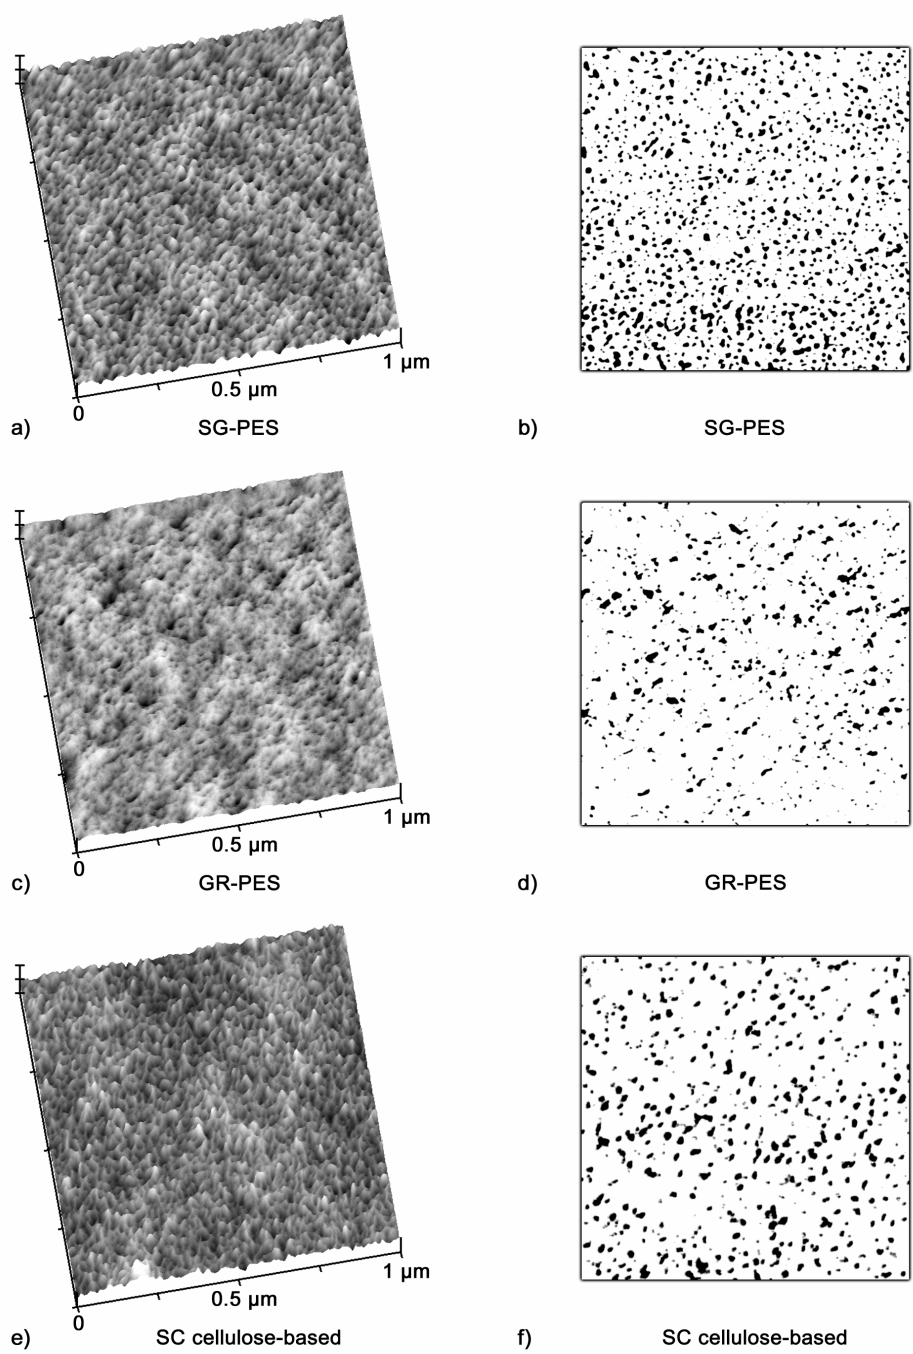 1 µm
0.5 µm
0
a) SG-PES
b) SG-PES
1 µm
0.5 µm
0
c) GR-PES
d) GR-PES
1 µm
0.5 µm
0
e) SC cellulose-based
f) SC cellulose-based